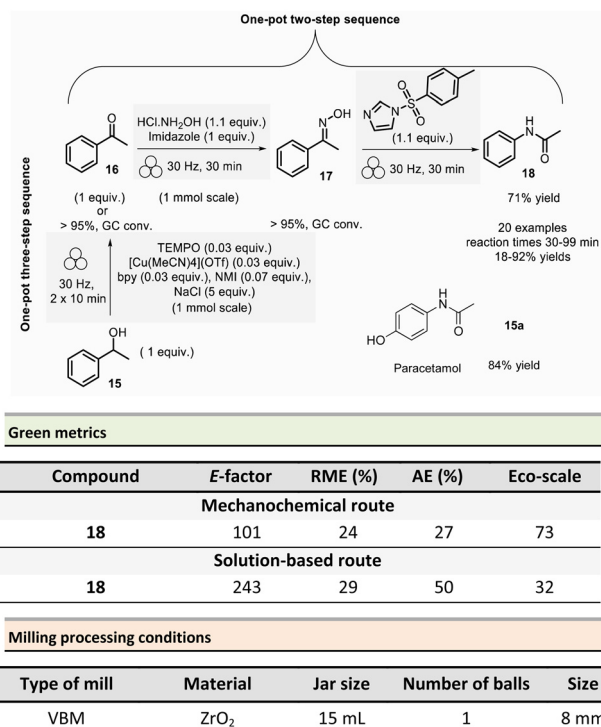 One-pot two-step sequence
One-pot three-step sequence
O
16
HCl.NH2OH (1.1 equiv.)
Imidazole (1 equiv.)
30 Hz, 30 min
(1 mmol scale)
N OH
17
N N S O O
(1.1 equiv.)
30 Hz, 30 min
H
N
O
18
71% yield
(1 equiv.)
or
> 95%, GC conv.
> 95%, GC conv.
20 examples
reaction times 30-99 min
18-92% yields
30 Hz,
2 x 10 min
TEMPO (0.03 equiv.)
[Cu(MeCN)4](OTf) (0.03 equiv.)
bpy (0.03 equiv.), NMI (0.07 equiv.),
NaCl (5 equiv.)
(1 mmol scale)
OH
( 1 equiv.)
15
H
N
O
HO
15a
Paracetamol 84% yield
Green metrics
Compound E-factor RME (%) AE (%) Eco-scale
Mechanochemical route
18 101 24 27 73
Solution-based route
18 243 29 50 32
Milling processing conditions
Type of mill Material Jar size Number of balls Size
VBM ZrO2 15 mL 1 8 mm